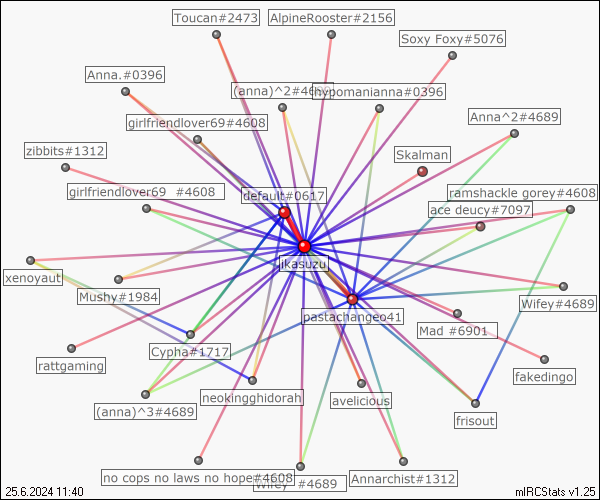 Toucan#2473
AlpineRooster#2156
Soxy Foxy#5076
Anna.#0396
(anna)^2#4689
hypomanianna#0396
girlfriendlover69#4608
Anna^2#4689
zibbits#1312
Skalman
girlfriendlover69 #4608
default#0617
ramshackle gorey#4608
ace deucy#7097
jikasuzu
xenoyaut
Mushy#1984
pastachangeo41
Wifey#4689
Mad #6901
Cypha#1717
rattgaming
fakedingo
(anna)^3#4689
neokingghidorah
avelicious
frisout
no cops no laws no hope#4608
#4689
Annarchist#1312
25.6.2024 11:40
mIRCStats v1.25